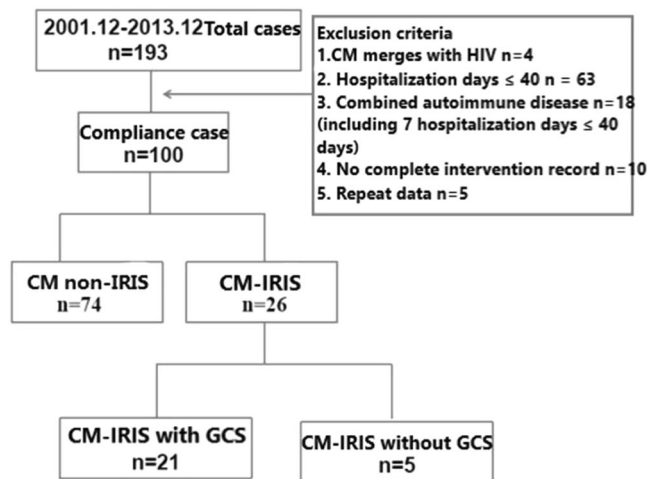 2001.12-2013.12Total cases
n=193
Exclusion criteria
1.CM merges with HIV n=4
2. Hospitalization days ≤ 40 n = 63
3. Combined autoimmune disease n=18
(including 7 hospitalization days ≤ 40
days)
4. No complete intervention record n=10
5. Repeat data n=5
Compliance case
n=100
CM non-IRIS
n=74
CM-IRIS
n=26
CM-IRIS with GCS
n=21
CM-IRIS without GCS
n=5